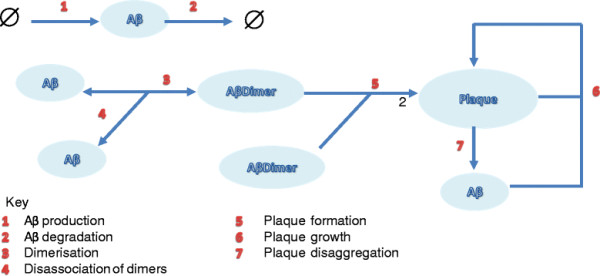 ∅ 1 Aβ 2 ∅
Aβ 3 AβDimer 5 2 Plaque 6
4
Aβ AβDimer 7 Aβ
Key
1 Aβ production
2 Aβ degradation
3 Dimerisation
4 Disassociation of dimers
5 Plaque formation
6 Plaque growth
7 Plaque disaggregation